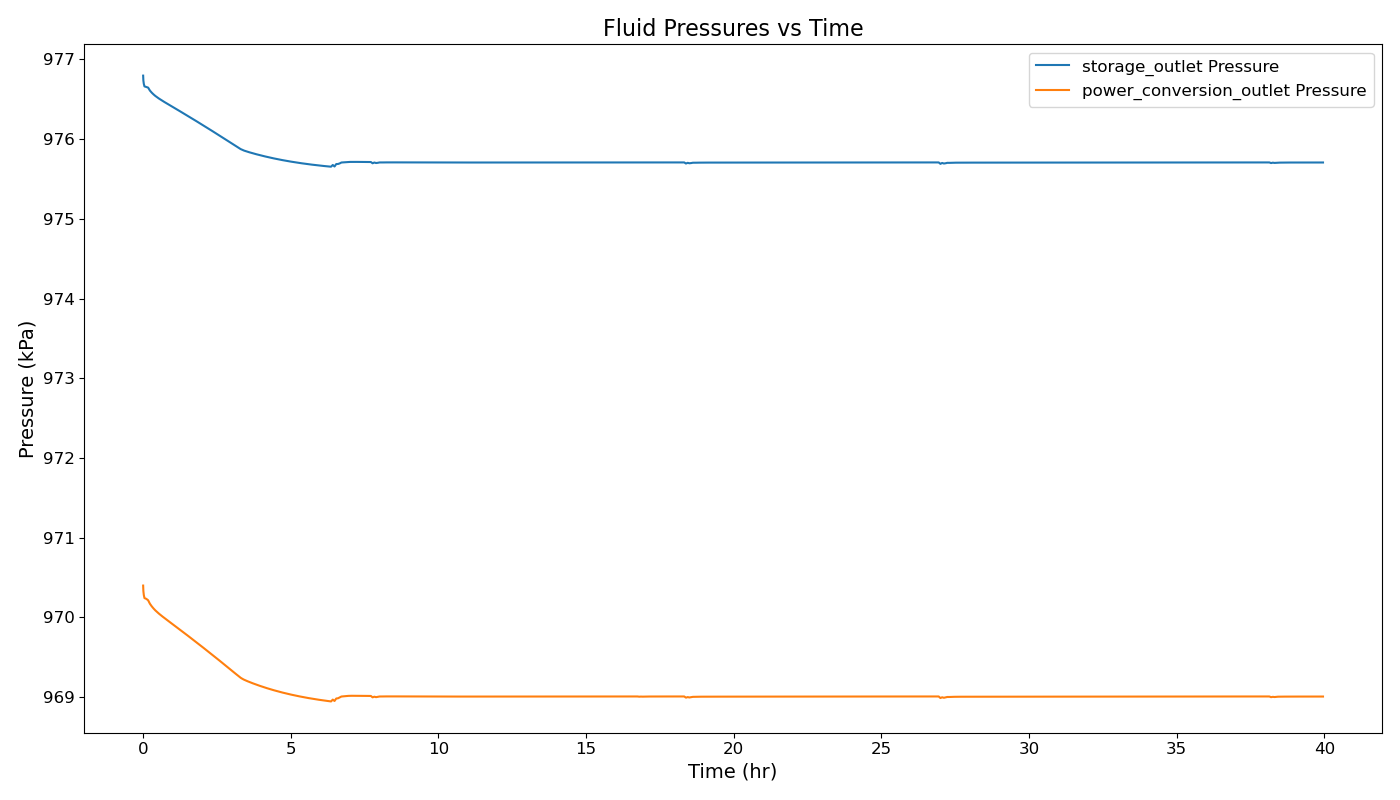 Fluid Pressures vs Time
storage_outlet Pressure
power_conversion_outlet Pressure
977
976
975
974
973
972
971
970
969
Pressure (kPa)
0 5 10 15 20 25 30 35 40
Time (hr)